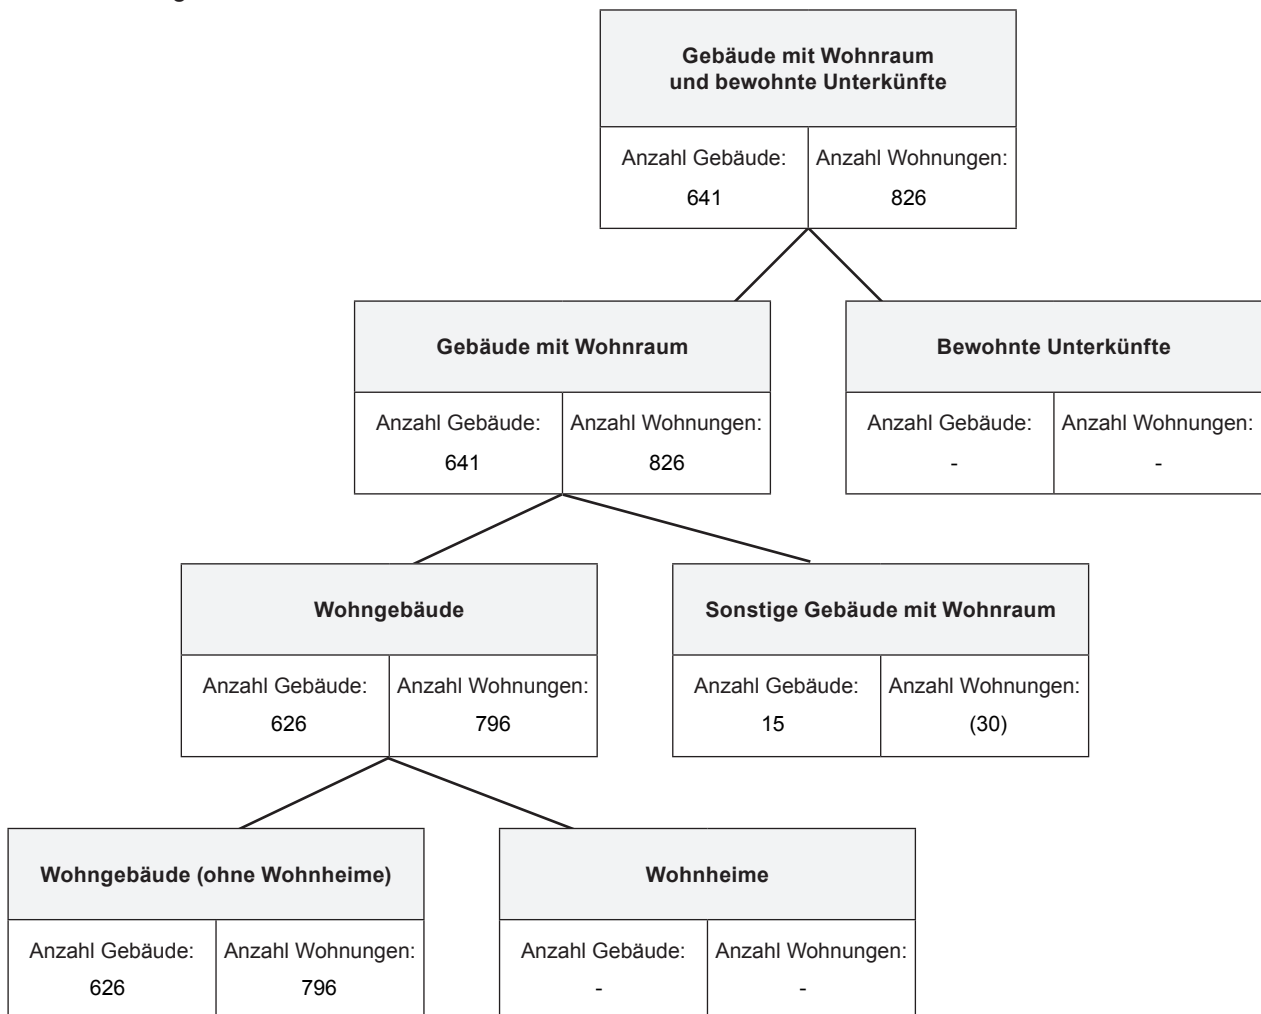 Gebäude mit Wohnraum
und bewohnte Unterkünfte
Anzahl Gebäude: Anzahl Wohnungen:
641 826
Gebäude mit Wohnraum Bewohnte Unterkünfte
Anzahl Gebäude: Anzahl Wohnungen: Anzahl Gebäude: Anzahl Wohnungen:
641 826 - -
Wohngebäude Sonstige Gebäude mit Wohnraum
Anzahl Gebäude: Anzahl Wohnungen: Anzahl Gebäude: Anzahl Wohnungen:
626 796 15 (30)
Wohngebäude (ohne Wohnheime) Wohnheime
Anzahl Gebäude: Anzahl Wohnungen: Anzahl Gebäude: Anzahl Wohnungen:
626 796 - -